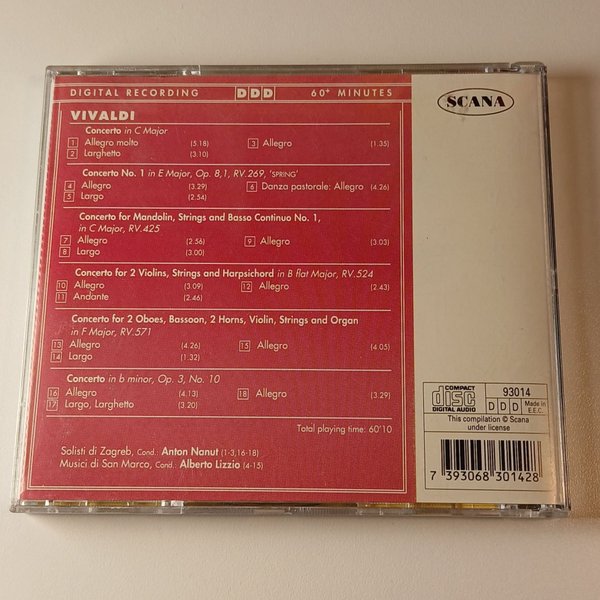 DIGITAL RECORDING DDD 60+ MINUTES
SCANA
VIVALDI
Concerto in C Major
1 Allegro molto (5.18) 3 Allegro (1.35)
2 Larghetto (3.10)
Concerto No. 1 in E Major, Op. 8,1, RV.269, 'SPRING'
4 Allegro (3.29) 6 Danza pastorale: Allegro (4.26)
5 Largo (2.54)
Concerto for Mandolin, Strings and Basso Continuo No. 1,
in C Major, RV.425
7 Allegro (2.56) 9 Allegro (3.03)
8 Largo (3.00)
Concerto for 2 Violins, Strings and Harpsichord in B flat Major, RV.524
10 Allegro (3.09) 12 Allegro (2.43)
11 Andante (2.46)
Concerto for 2 Oboes, Bassoon, 2 Horns, Violin, Strings and Organ
in F Major, RV.571
13 Allegro (4.26) 15 Allegro (4.05)
14 Largo (1.32)
Concerto in b minor, Op. 3, No. 10
16 Allegro (4.13) 18 Allegro (3.29)
17 Largo, Larghetto (3.20)
Total playing time: 60'10
Solisti di Zagreb, Cond.: Anton Nanut (1-3,16-18)
Musici di San Marco, Cond. Alberto Lizzio (4-15)
COMPACT
disc
DIGITAL AUDIO
93014
DDD
Made in
E.E.C.
This compilation © Scana
under license
7 393068 301428